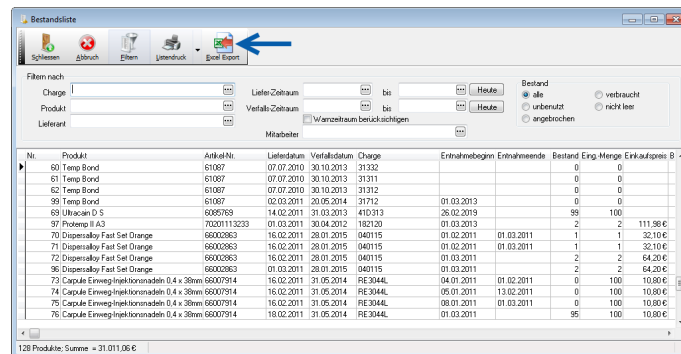 Bestandsliste
Schliessen Abbruch Filtern Listendruck Excel Export
Filtern nach
Charge Liefer-Zeitraum bis Heute
Produkt Verfalls-Zeitraum bis Heute
Lieferant Warnzeitraum berücksichtigen
Mitarbeiter
Bestand
alle verbraucht
unbenutzt nicht leer
angebrochen
Nr. Produkt Artikel-Nr. Lieferdatum Verfallsdatum Charge Entnahmebeginn Entnahmeende Bestand Eing.-Menge Einkaufspreis B
60 Temp Bond 61087 07.07.2010 30.10.2013 31332 0 0
61 Temp Bond 61087 07.07.2010 30.10.2013 31311 0 0
62 Temp Bond 61087 07.07.2010 30.10.2013 31312 0 0
99 Temp Bond 61087 02.03.2011 20.05.2014 31712 01.03.2013 0 0
69 Ultracain D S 6085769 14.02.2011 31.03.2013 41D313 26.02.2019 99 100
97 Protemp II A3 70201113233 01.03.2011 30.04.2012 182120 01.03.2013 2 2 111,98 €
70 Dispersalloy Fast Set Orange 66002863 16.02.2011 28.01.2015 040115 01.02.2011 01.03.2011 1 1 32,10 €
71 Dispersalloy Fast Set Orange 66002863 16.02.2011 28.01.2015 040115 01.02.2011 01.03.2011 1 1 32,10 €
72 Dispersalloy Fast Set Orange 66002863 16.02.2011 28.01.2015 040115 01.03.2011 2 2 64,20 €
96 Dispersalloy Fast Set Orange 66002863 01.03.2011 28.01.2015 040115 01.03.2011 2 2 64,20 €
73 Carpule Einweg-Injektionsnadeln 0,4 x 38mm 66007914 16.02.2011 31.05.2014 RE3044L 04.01.2011 01.02.2011 0 100 10,80 €
74 Carpule Einweg-Injektionsnadeln 0,4 x 38mm 66007914 16.02.2011 31.05.2014 RE3044L 05.01.2011 13.02.2011 0 100 10,80 €
75 Carpule Einweg-Injektionsnadeln 0,4 x 38mm 66007914 16.02.2011 31.05.2014 RE3044L 08.01.2011 01.03.2011 0 100 10,80 €
76 Carpule Einweg-Injektionsnadeln 0,4 x 38mm 66007914 18.02.2011 31.05.2014 RE3044L 01.03.2011 95 100 10,80 €
128 Produkte; Summe = 31.011,06 €